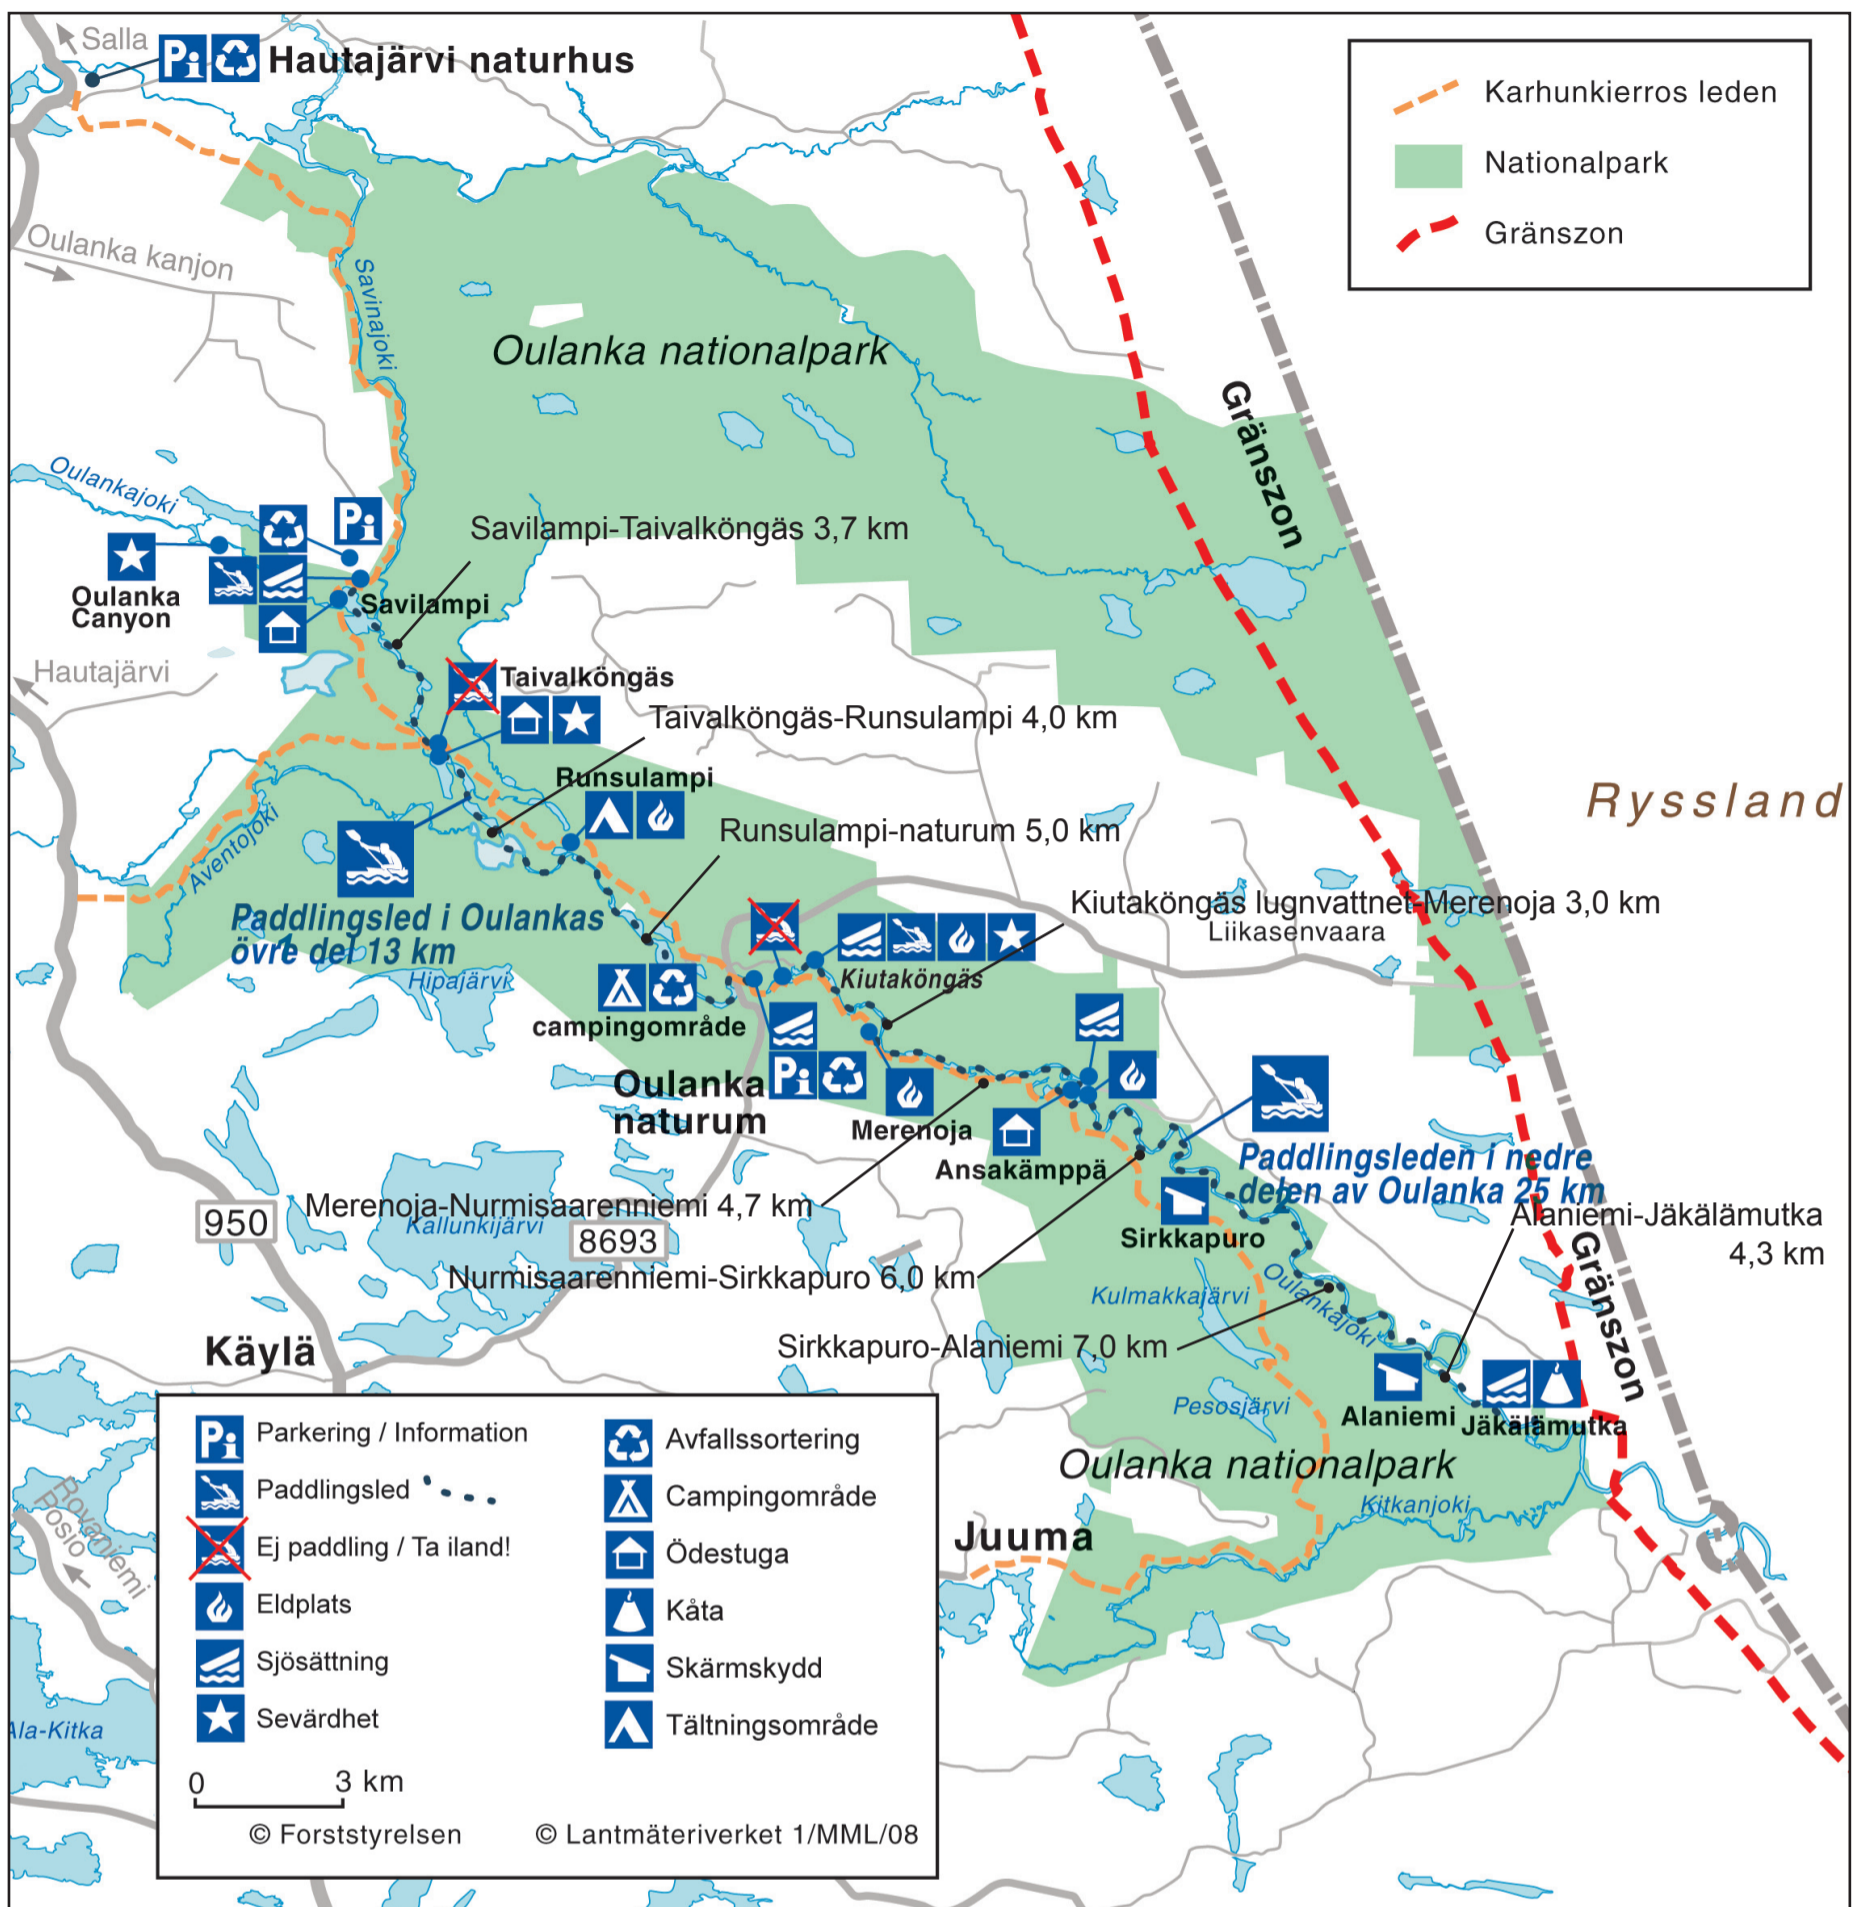 Salla
Hautajärvi naturhus
Karhunkierros leden
Nationalpark
Gränszon
Oulanka kanjon
Savinajoki
Oulanka nationalpark
Gränszon
Oulankajoki
Savilampi-Taivalköngäs 3,7 km
Oulanka
Canyon
Savilampi
Hautajärvi
Taivalköngäs
Taivalköngäs-Runsulampi 4,0 km
Runsulampi
Ryssland
Runsulampi-naturum 5,0 km
Aventojoki
Paddlingsled i Oulankas
övre del 13 km
Kiutaköngäs lugnvattnet-Merenoja 3,0 km
Liikasenvaara
Hipajärvi
Kiutaköngäs
campingområde
Oulanka
naturum
Merenoja
Ansakämppä
Paddlingsleden i nedre
delen av Oulanka 25 km
Merenoja-Nurmisaarenniemi 4,7 km
950
Kallunkijärvi
8693
Sirkkapuro
Alaniemi-Jäkälämutka
4,3 km
Nurmisaarenniemi-Sirkkapuro 6,0 km
Kulmakkajärvi
Oulankajoki
Gränszon
Käylä
Sirkkapuro-Alaniemi 7,0 km
Pesosjärvi
Alaniemi
Jäkälämutka
Oulanka nationalpark
Kitkanjoki
Juuma
Rovaniemi
Posio
Ala-Kitka
Parkering / Information
Paddlingsled
Ej paddling / Ta iland!
Eldplats
Sjösättning
Sevärdhet
Avfallssortering
Campingområde
Ödestuga
Kåta
Skärmskydd
Tältningsområde
0 3 km
© Forststyrelsen © Lantmäteriverket 1/MML/08